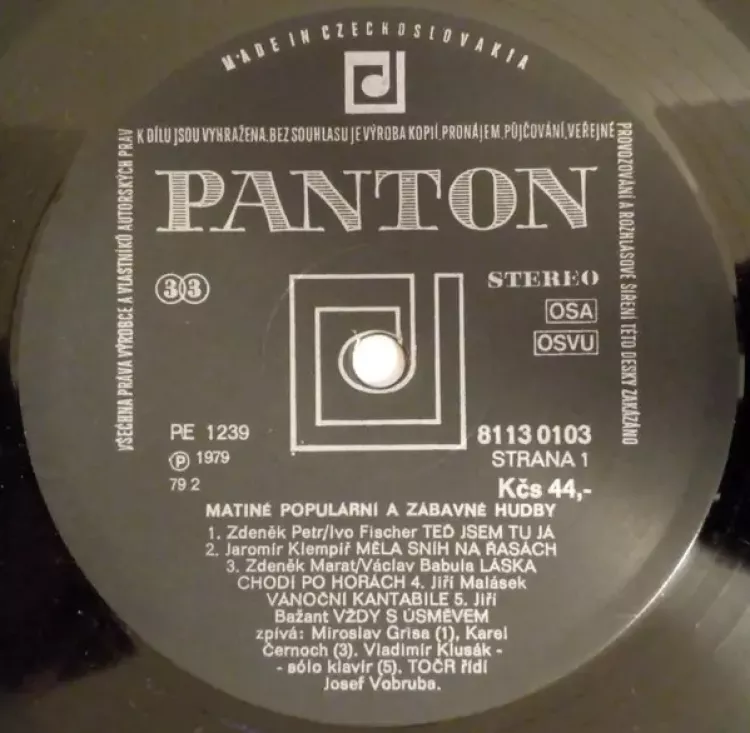 MADE IN CZECHOSLOVAKIA
VŠECHNA PRÁVA VÝROBCE A VLASTNÍKŮ AUTORSKÝCH PRÁV
K DÍLU JSOU VYHRAŽENA. BEZ SOUHLASU JE VÝROBA KOPIÍ, PRONÁJEM, PŮJČOVÁNÍ, VEŘEJNÉ
PROVOZOVÁNÍ A ROZHLASOVÉ ŠÍŘENÍ TÉTO DESKY ZAKÁZÁNO
PANTON
33
STEREO
OSA
OSVU
PE 1239
℗ 1979
79 2
8113 0103
STRANA 1
Kčs 44,-
MATINÉ POPULÁRNÍ A ZÁBAVNÉ HUDBY
1. Zdeněk Petr/Ivo Fischer TEĎ JSEM TU JÁ
2. Jaromír Klempíř MĚLA SNÍH NA ŘASÁCH
3. Zdeněk Marat/Václav Babula LÁSKA
CHODÍ PO HORÁCH 4. Jiří Malásek
VÁNOČNÍ KANTABILE 5. Jiří
Bažant VŽDY S ÚSMĚVEM
zpívá: Miroslav Grisa (1), Karel
Černoch (3). Vladimír Klusák -
- sólo klavír (5). TOČR řídí
Josef Vobruba.